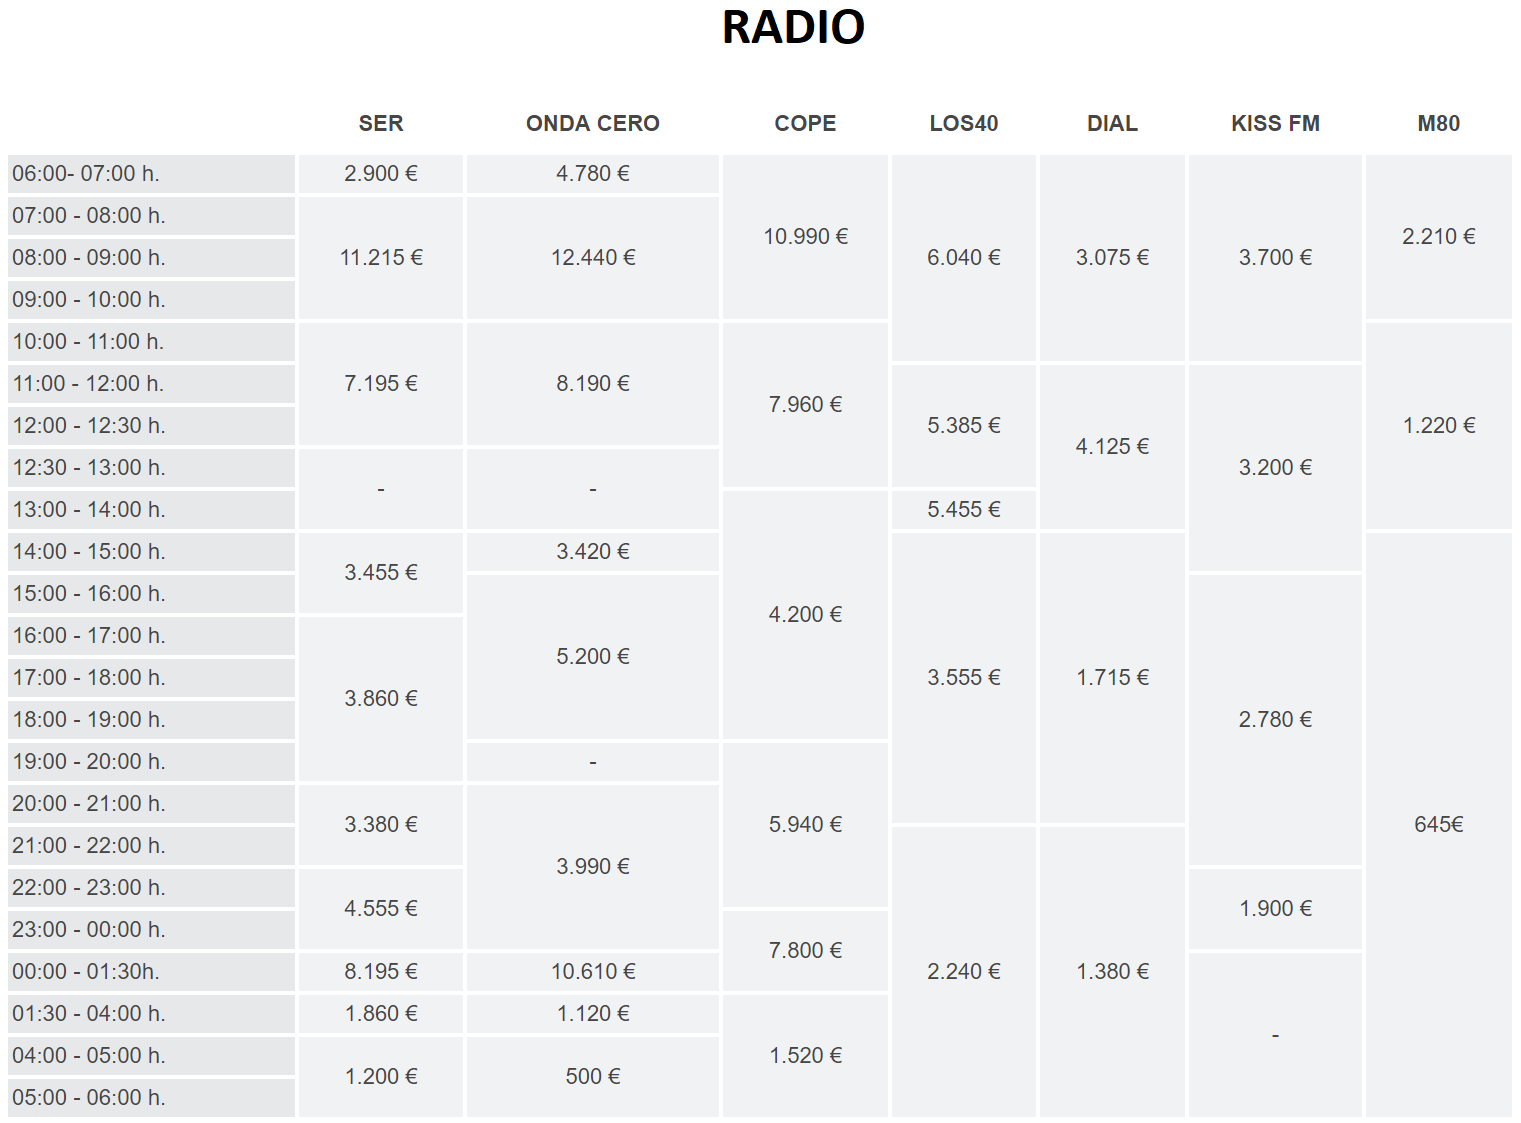 RADIO
SER ONDA CERO COPE LOS40 DIAL KISS FM M80
06:00- 07:00 h. 2.900 € 4.780 €
07:00 - 08:00 h.
10.990 € 2.210 €
08:00 - 09:00 h. 11.215 € 12.440 € 6.040 € 3.075 € 3.700 €
09:00 - 10:00 h.
10:00 - 11:00 h.
11:00 - 12:00 h. 7.195 € 8.190 €
7.960 €
12:00 - 12:30 h. 5.385 € 1.220 €
4.125 €
12:30 - 13:00 h. 3.200 €
- -
13:00 - 14:00 h. 5.455 €
14:00 - 15:00 h. 3.420 €
3.455 €
15:00 - 16:00 h.
4.200 €
16:00 - 17:00 h.
5.200 €
17:00 - 18:00 h. 3.555 € 1.715 €
3.860 €
18:00 - 19:00 h. 2.780 €
19:00 - 20:00 h. -
20:00 - 21:00 h.
3.380 € 5.940 € 645€
21:00 - 22:00 h.
3.990 €
22:00 - 23:00 h.
4.555 € 1.900 €
23:00 - 00:00 h.
7.800 €
00:00 - 01:30h. 8.195 € 10.610 € 2.240 € 1.380 €
01:30 - 04:00 h. 1.860 € 1.120 €
-
04:00 - 05:00 h. 1.520 €
1.200 € 500 €
05:00 - 06:00 h.